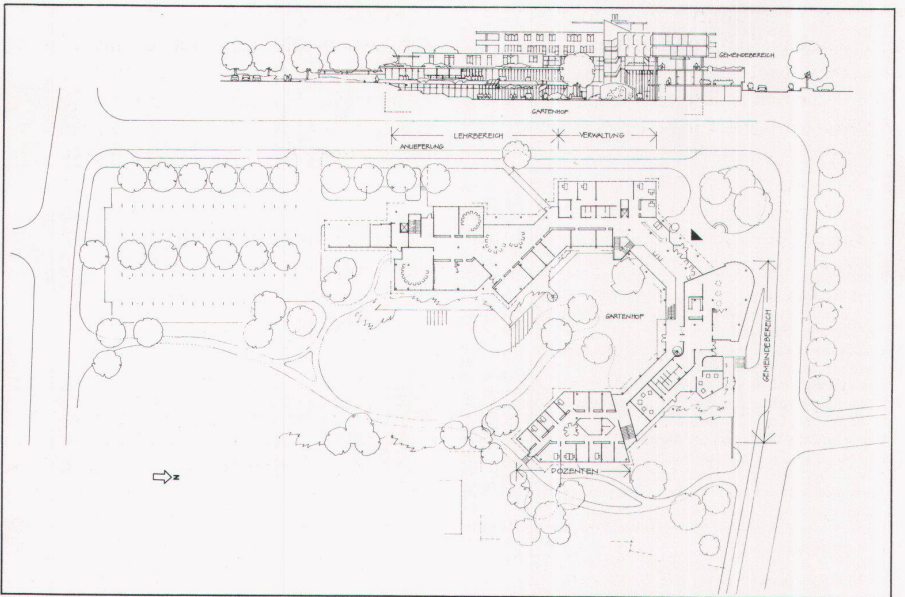 GEMEINDEBEREICH
GARTENHOF
LEHRBEREICH
VERWALTUNG
ANLIEFERUNG
GARTENHOF
GEMEINDEBEREICH
DOZENTEN
N